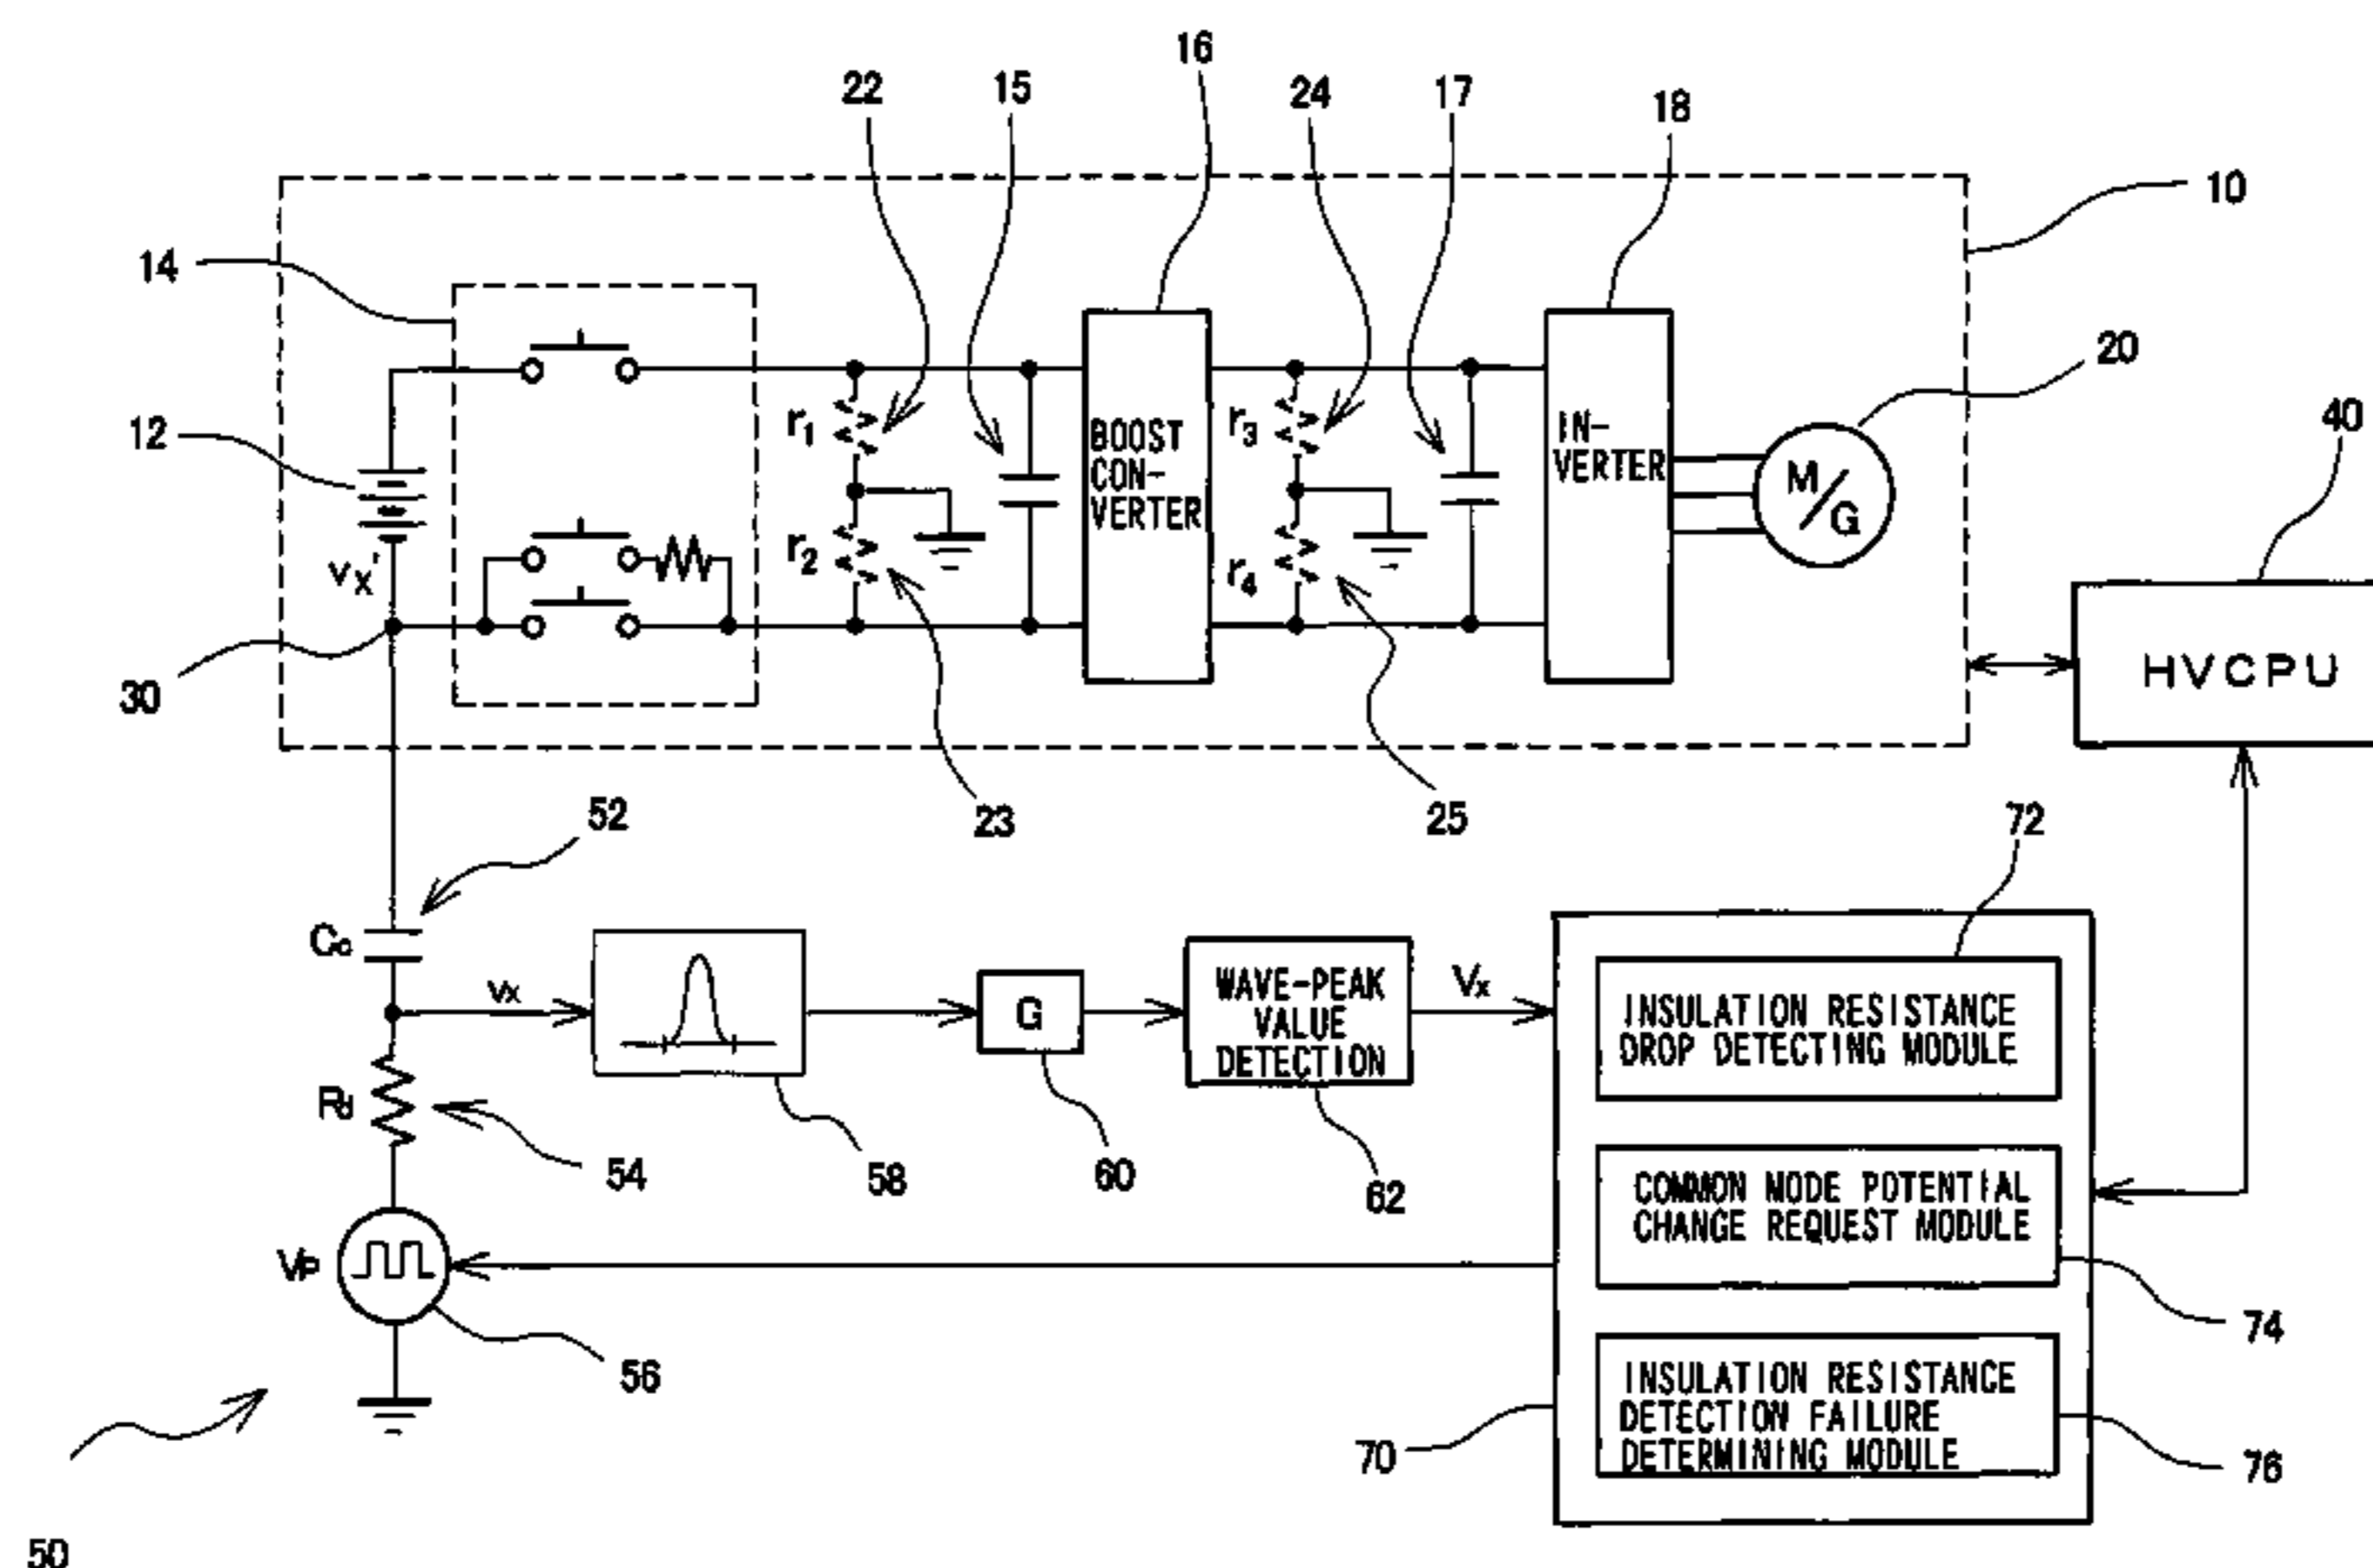 16
22
15
24
17
18
10
14
20
12
40
r1
r2
BOOST
CON-
VERTER
r3
r4
IN-
VERTER
M/G
vx'
HVCPU
30
23
25
52
72
Cd
vx
G
WAVE-PEAK
VALUE
DETECTION
Vx
INSULATION RESISTANCE
DROP DETECTING MODULE
Rd
54
58
60
62
COMMON MODE POTENTIAL
CHANGE REQUEST MODULE
VP
56
74
INSULATION RESISTANCE
DETECTION FAILURE
DETERMINING MODULE
70
76
50